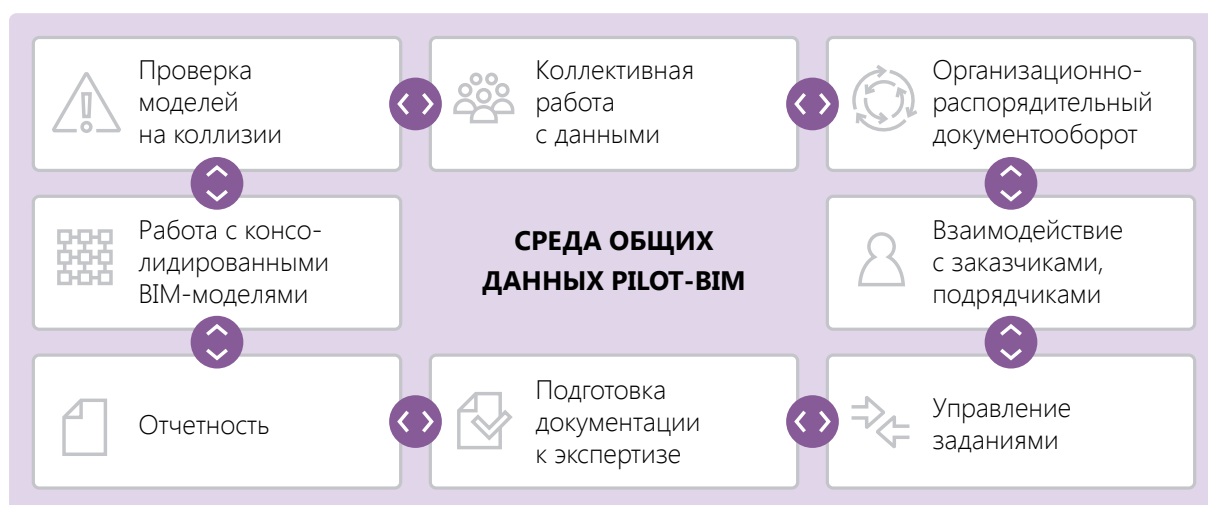 Проверка
моделей
на коллизии
Коллективная
работа
с данными
Организационно-
распорядительный
документооборот
Работа с консо-
лидированными
BIM-моделями
СРЕДА ОБЩИХ
ДАННЫХ PILOT-BIM
Взаимодействие
с заказчиками,
подрядчиками
Отчетность
Подготовка
документации
к экспертизе
Управление
заданиями